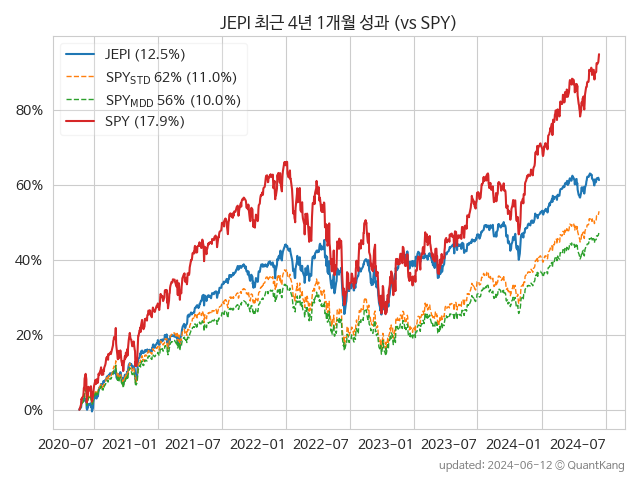 JEPI 최근 4년 1개월 성과 (vs SPY)
JEPI (12.5%)
SPY_STD 62% (11.0%)
SPY_MDD 56% (10.0%)
SPY (17.9%)
80%
60%
40%
20%
0%
2020-07 2021-01 2021-07 2022-01 2022-07 2023-01 2023-07 2024-01 2024-07
updated: 2024-06-12 © QuantKang